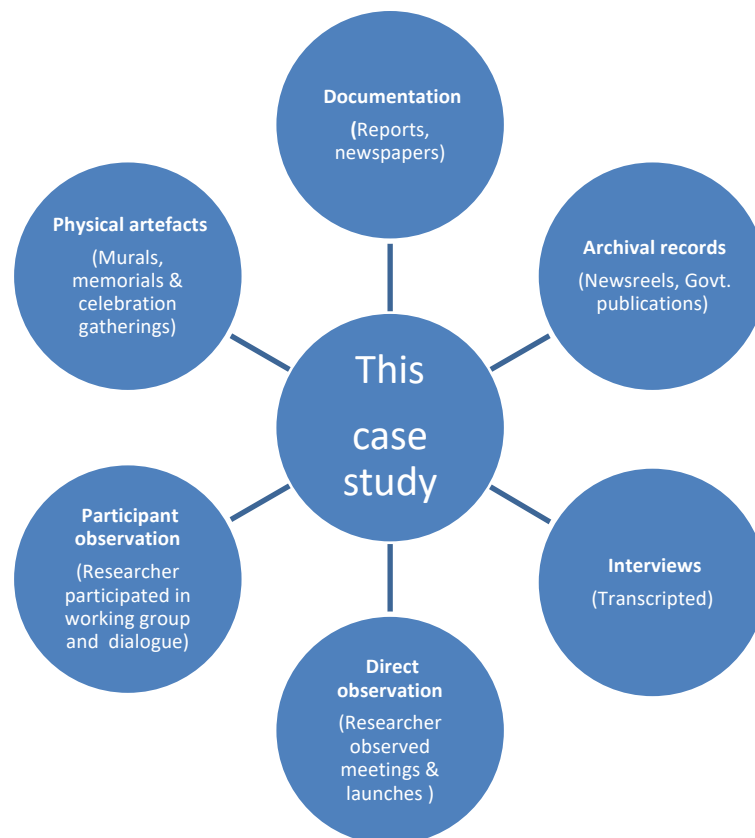 Documentation
(Reports,
newspapers)
Physical artefacts
(Murals,
memorials &
celebration
gatherings)
Archival records
(Newsreels, Govt.
publications)
This
case
study
Participant
observation
(Researcher
participated in
working group
and dialogue)
Interviews
(Transcripted)
Direct
observation
(Researcher
observed
meetings &
launches )